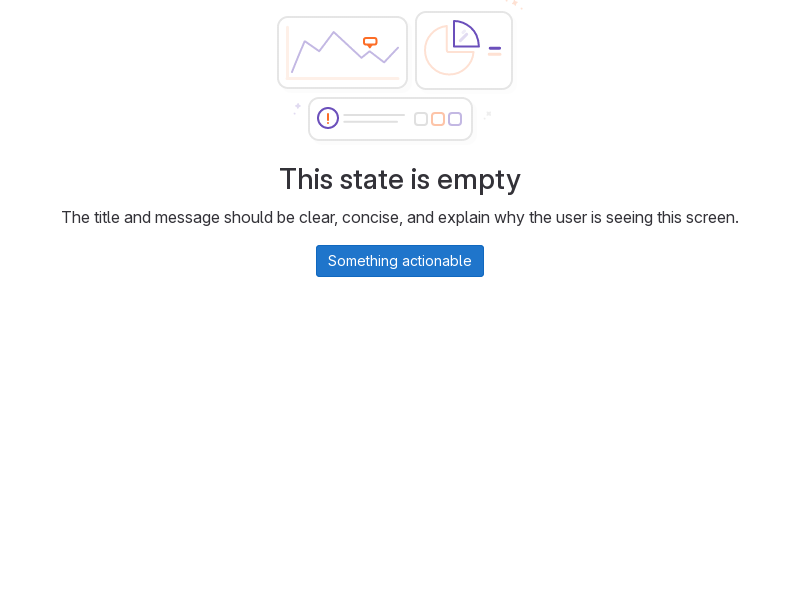 This state is empty
The title and message should be clear, concise, and explain why the user is seeing this screen.
Something actionable